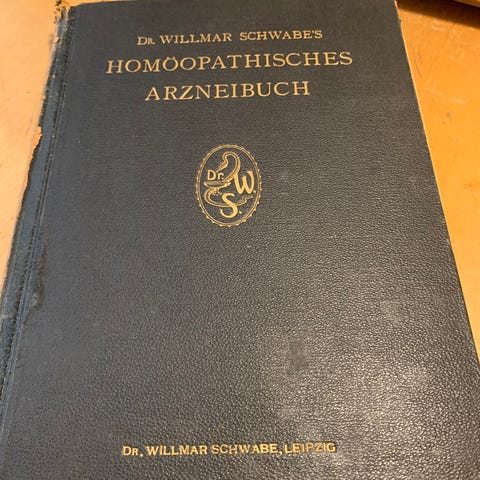 DR. WILLMAR SCHWABE'S
HOMÖOPATHISCHES
ARZNEIBUCH
Dr. W.
S.
DR. WILLMAR SCHWABE, LEIPZIG